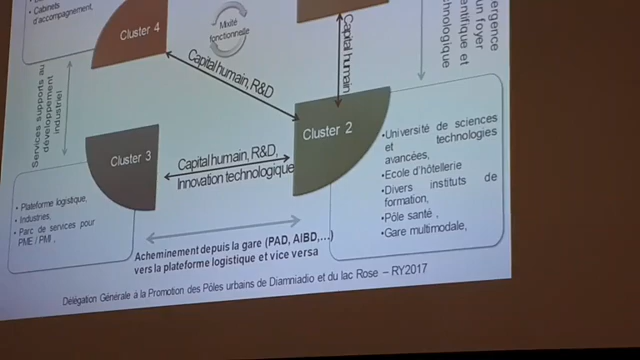 Cabinets
d'accompagnement,
Cluster 4
Mixité
fonctionnelle
Capital humain, R&D
Capital humain
Services supports au
développement
industriel
Cluster 3
Capital humain, R&D,
Innovation technologique
Cluster 2
•Université de sciences
et technologies
avancées,
•Ecole d'hôtellerie
•Divers instituts de
formation,
•Pôle santé ,
•Gare multimodale,
•Plateforme logistique,
•Industries,
•Parc de services pour
PME / PMI ,
Acheminement depuis la gare (PAD, AIBD,...)
vers la plateforme logistique et vice versa
Délégation Générale à la Promotion des Pôles urbains de Diamniadio et du lac Rose – RY2017